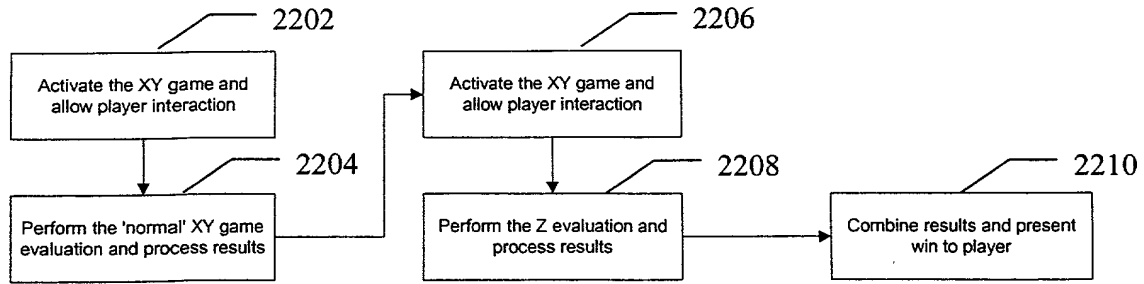 2202
Activate the XY game and
allow player interaction
2204
Perform the 'normal' XY game
evaluation and process results
2206
Activate the XY game and
allow player interaction
2208
Perform the Z evaluation and
process results
2210
Combine results and present
win to player